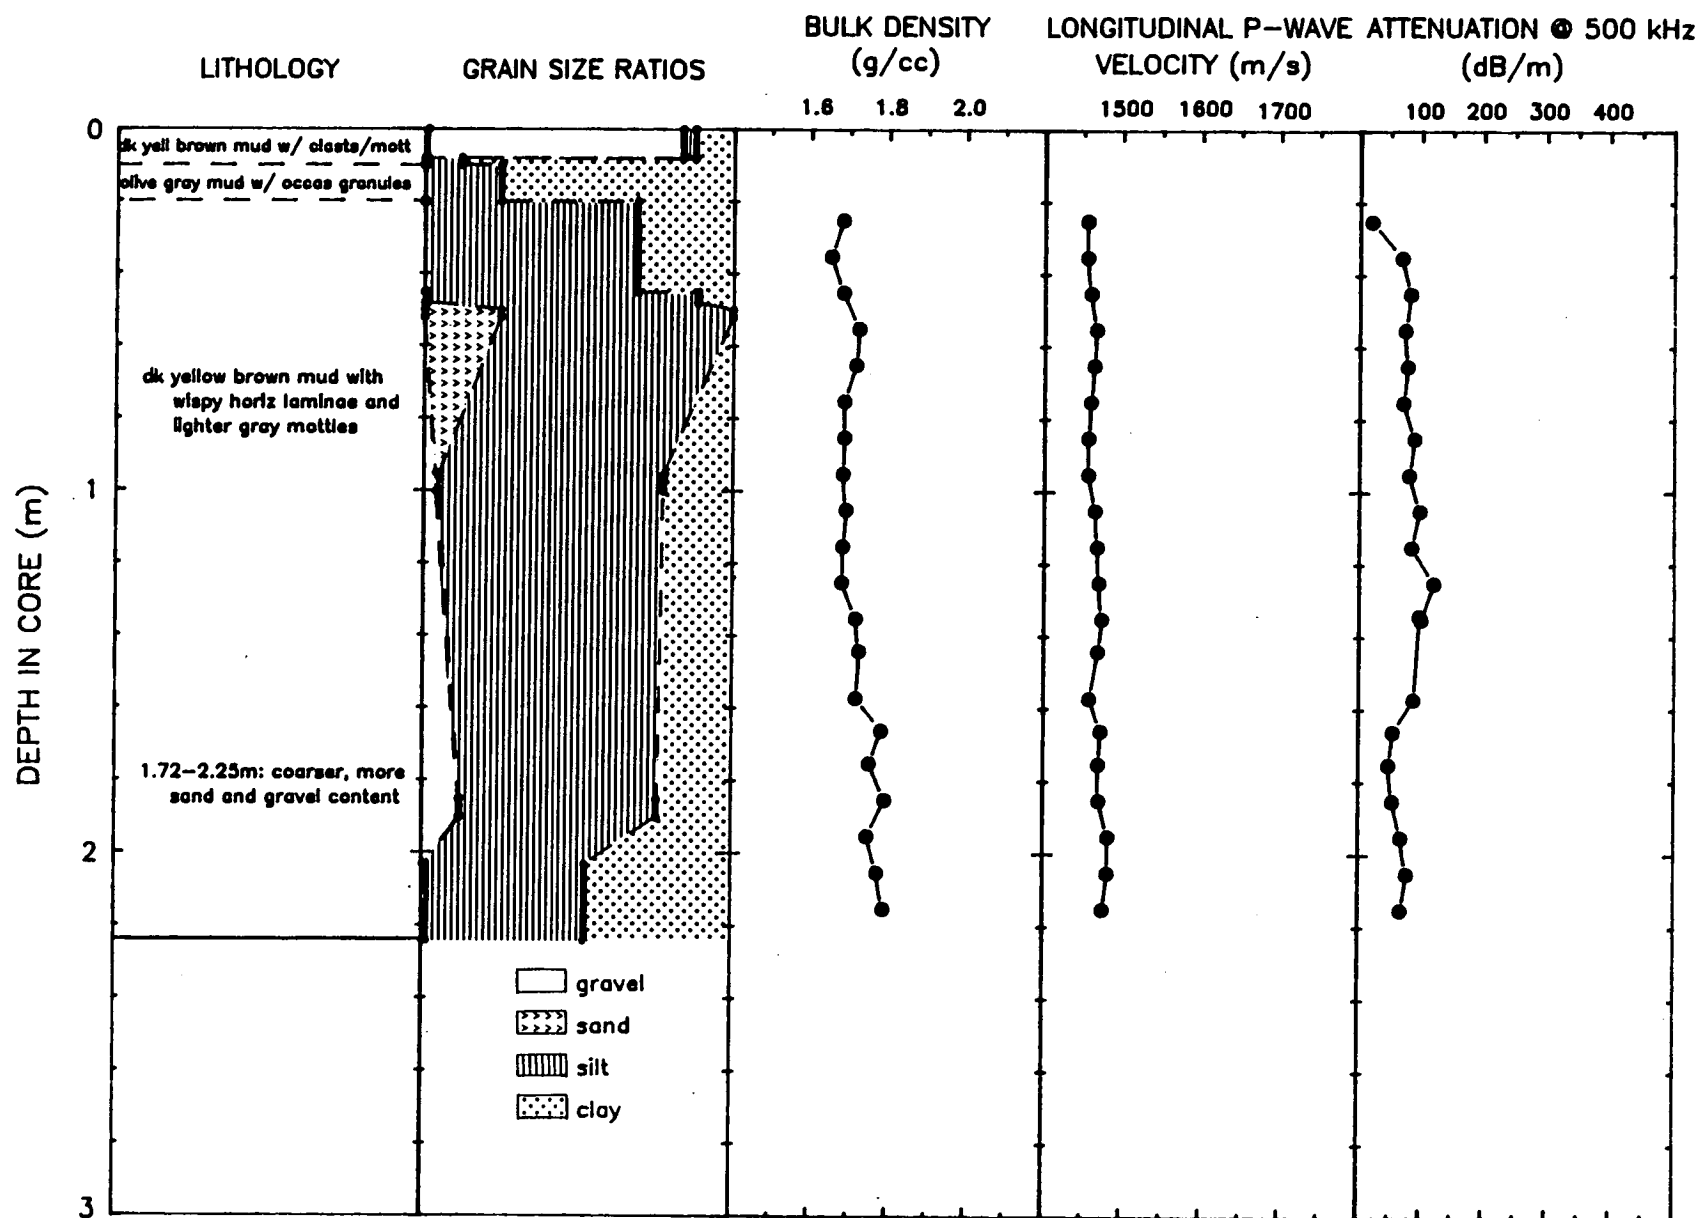 BULK DENSITY
(g/cc)
LONGITUDINAL P-WAVE ATTENUATION @ 500 kHz
VELOCITY (m/s)
(dB/m)
LITHOLOGY
GRAIN SIZE RATIOS
1.6 1.8 2.0
1500 1600 1700
100 200 300 400
0
dk yell brown mud w/ clasts/mott
olive gray mud w/ occas granules
dk yellow brown mud with
wispy horiz laminae and
lighter gray mottles
1
DEPTH IN CORE (m)
1.72-2.25m: coarser, more
sand and gravel content
2
gravel
sand
silt
clay
3